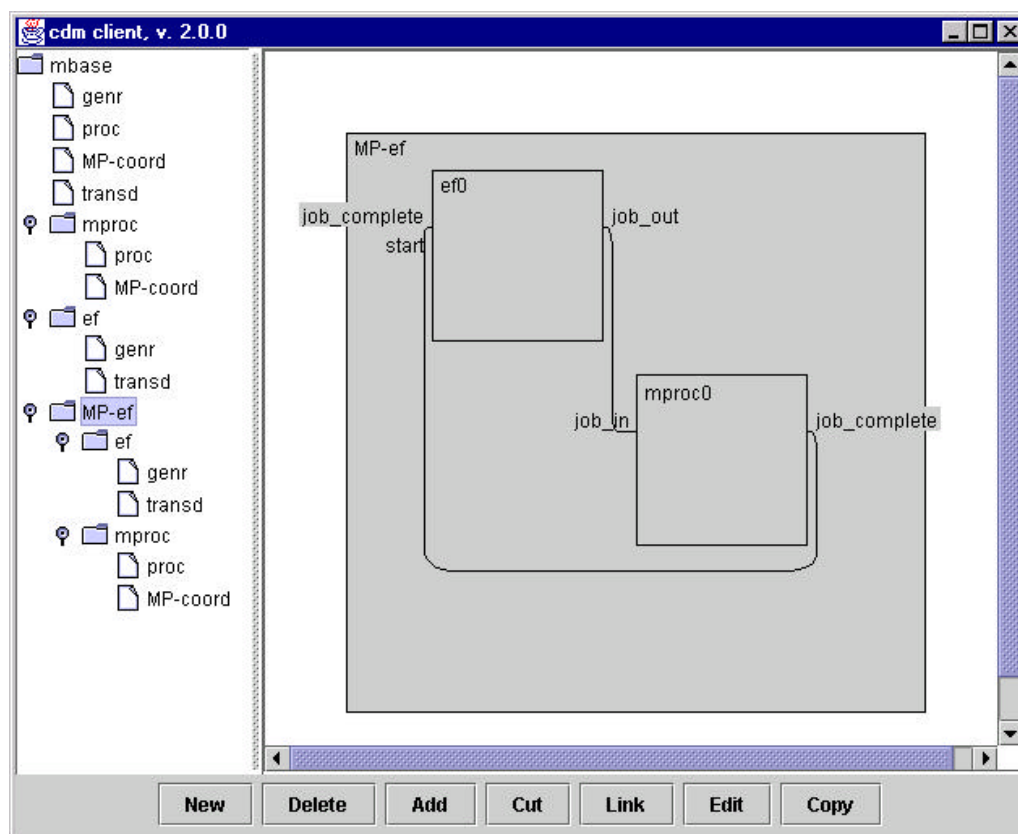 cdm client, v. 2.0.0
mbase
genr
proc
MP-coord
transd
mproc
proc
MP-coord
ef
genr
transd
MP-ef
ef
genr
transd
mproc
proc
MP-coord
MP-ef
ef0
job_complete
job_out
start
mproc0
job_in
job_complete
New Delete Add Cut Link Edit Copy